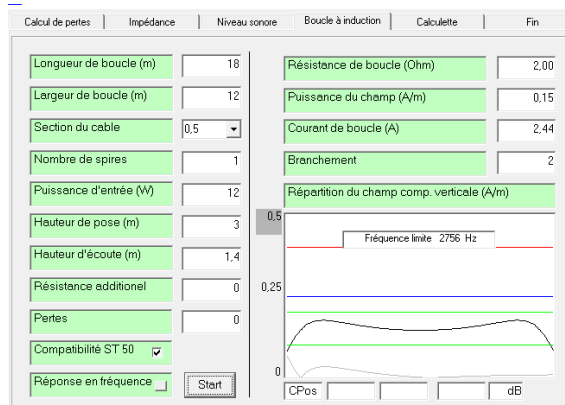 Calcul de pertes
Impédance
Niveau sonore
Boucle à induction
Calculette
Fin
Longueur de boucle (m) 18
Largeur de boucle (m) 12
Section du cable 0,5
Nombre de spires 1
Puissance d'entrée (W) 12
Hauteur de pose (m) 3
Hauteur d'écoute (m) 1,4
Résistance additionel 0
Pertes 0
Compatibilité ST 50
Réponse en fréquence
Start
Résistance de boucle (Ohm) 2,00
Puissance du champ (A/m) 0,15
Courant de boucle (A) 2,44
Branchement 2
Répartition du champ comp. verticale (A/m)
0,5
Fréquence limite 2756 Hz
0,25
0
CPos
dB